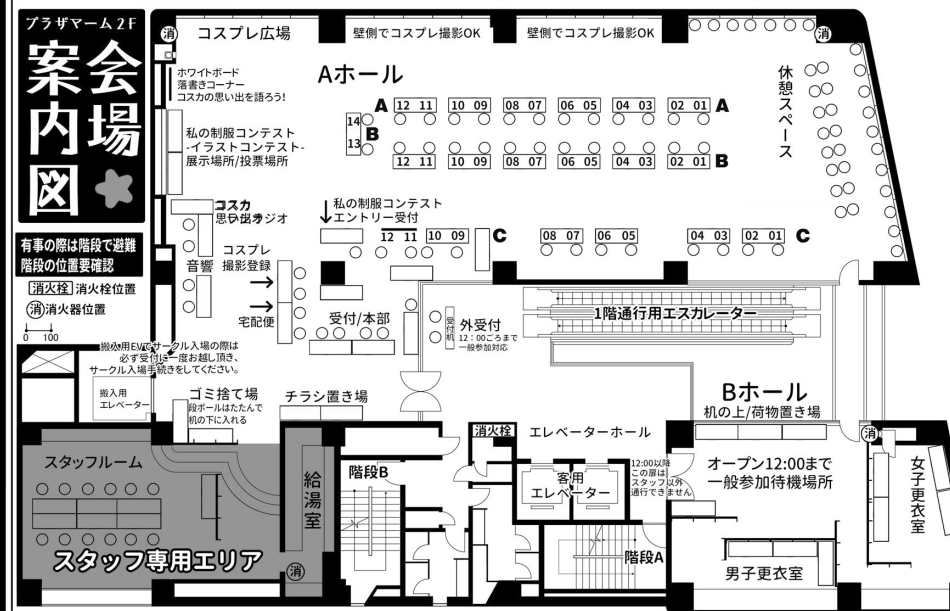 プラザマーム2F
会場
案内図
有事の際は階段で避難
階段の位置要確認
消火栓 消火栓位置
消 消火器位置
0 100
消
コスプレ広場
壁側でコスプレ撮影OK
壁側でコスプレ撮影OK
消
ホワイトボード
落書きコーナー
コスカの思い出を語ろう!
Aホール
休憩スペース
A 12 11 10 09 08 07 06 05 04 03 02 01 A
14
B
13
12 11 10 09 08 07 06 05 04 03 02 01 B
私の制服コンテスト
-イラストコンテスト-
展示場所/投票場所
コスカ
思い出ラジオ
音響
私の制服コンテスト
エントリー受付
12 11 10 09 C 08 07 06 05 04 03 02 01 C
コスプレ
撮影登録
宅配便
受付/本部
受付机
外受付
12:00ごろまで
一般参加対応
1階通行用エスカレーター
搬入用EVでサークル入場の際は
必ず受付に一度お越し頂き、
サークル入場手続きをしてください。
搬入用
エレベーター
ゴミ捨て場
段ボールはたたんで
机の下に入れる
チラシ置き場
Bホール
机の上/荷物置き場
消
スタッフルーム
給湯室
階段B
消火栓
エレベーターホール
客用
エレベーター
12:00以降
この扉は
スタッフ以外
通行できません
オープン12:00まで
一般参加待機場所
女子更衣室
スタッフ専用エリア
消
階段A
男子更衣室